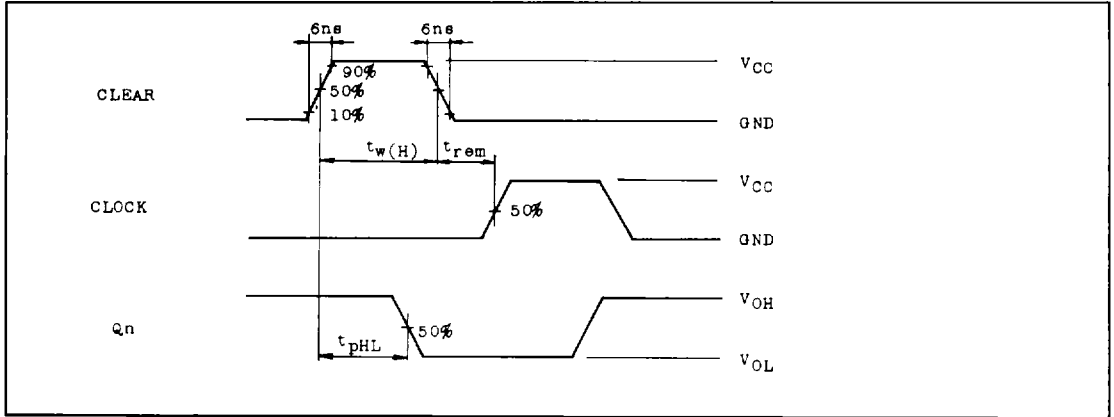 6ns 6ns
90% VCC
CLEAR 50%
10% GND
tw(H) trem
VCC
CLOCK 50%
GND
VOH
Qn 50%
tpHL
VOL